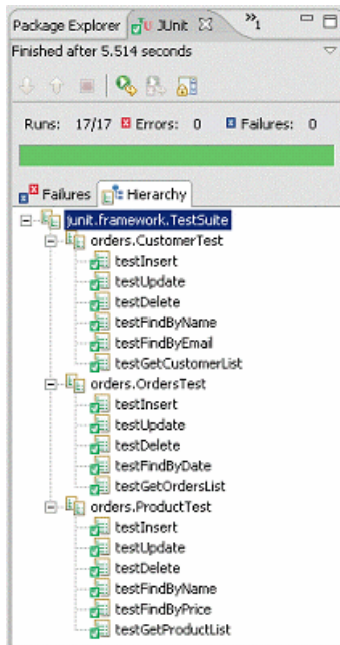 Package Explorer JUnit »1
Finished after 5.514 seconds
Runs: 17/17 Errors: 0 Failures: 0
Failures Hierarchy
junit.framework.TestSuite
orders.CustomerTest
testInsert
testUpdate
testDelete
testFindByName
testFindByEmail
testGetCustomerList
orders.OrdersTest
testInsert
testUpdate
testDelete
testFindByDate
testGetOrdersList
orders.ProductTest
testInsert
testUpdate
testDelete
testFindByName
testFindByPrice
testGetProductList